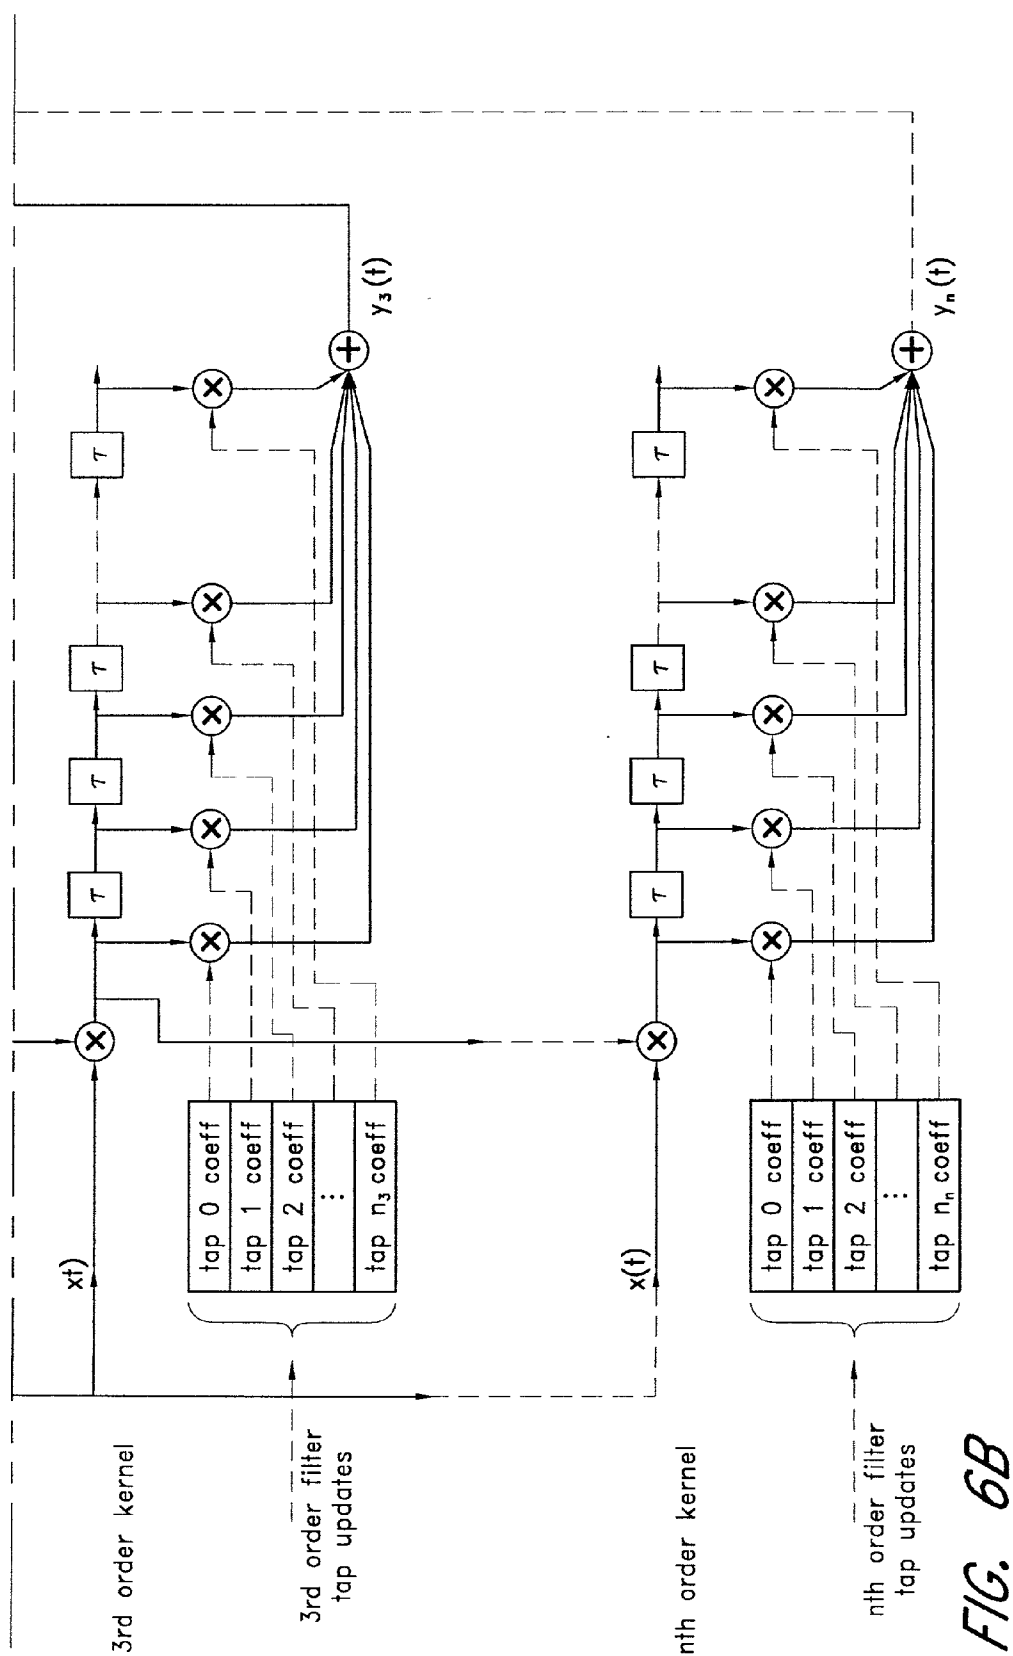 3rd order kernel
xt)
τ
τ
τ
τ
3rd order filter
tap updates
tap 0 coeff
tap 1 coeff
tap 2 coeff
⋮
tap n₃ coeff
y₃(t)
nth order kernel
x(t)
τ
τ
τ
τ
nth order filter
tap updates
tap 0 coeff
tap 1 coeff
tap 2 coeff
⋮
tap nₙ coeff
yₙ(t)
FIG. 6B